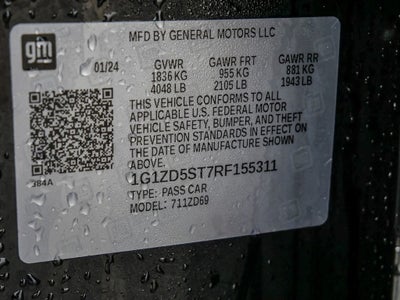 gm
MFD BY GENERAL MOTORS LLC
01/24 GVWR GAWR FRT GAWR RR
1836 KG 955 KG 881 KG
4048 LB 2105 LB 1943 LB
THIS VEHICLE CONFORMS TO ALL
APPLICABLE U.S. FEDERAL MOTOR
VEHICLE SAFETY, BUMPER, AND THEFT
PREVENTION STANDARDS IN EFFECT ON
THE DATE OF MANUFACTURE SHOWN
ABOVE.
984A
1G1ZD5ST7RF155311
TYPE: PASS CAR
MODEL: 711ZD69